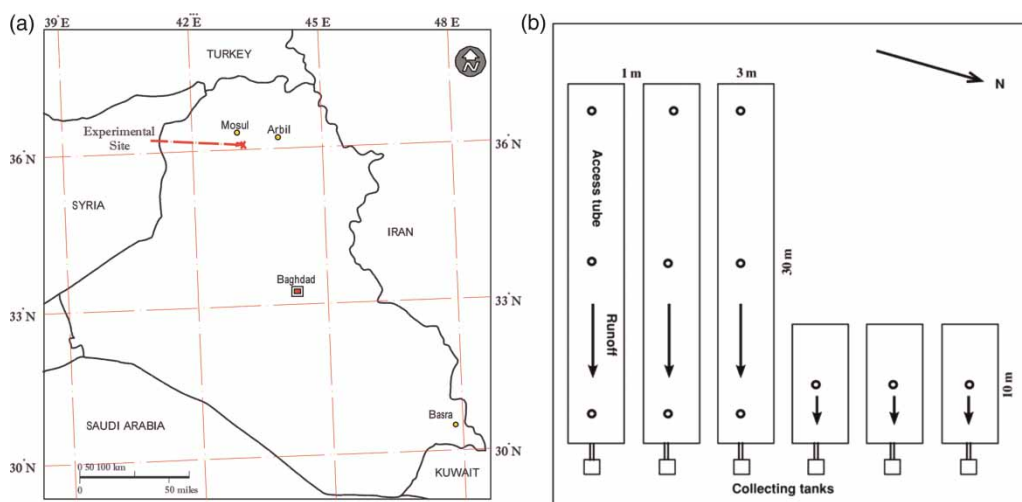 (a)
39 E
42 E
45 E
48 E
TURKEY
N
Mosul
Arbil
Experimental
Site
36 N
36 N
SYRIA
IRAN
Baghdad
33 N
33 N
SAUDI ARABIA
Basra
0 50 100 km
50 miles
30 N
30 N
KUWAIT
(b)
N
1 m
3 m
Access tube
30 m
Runoff
10 m
Collecting tanks